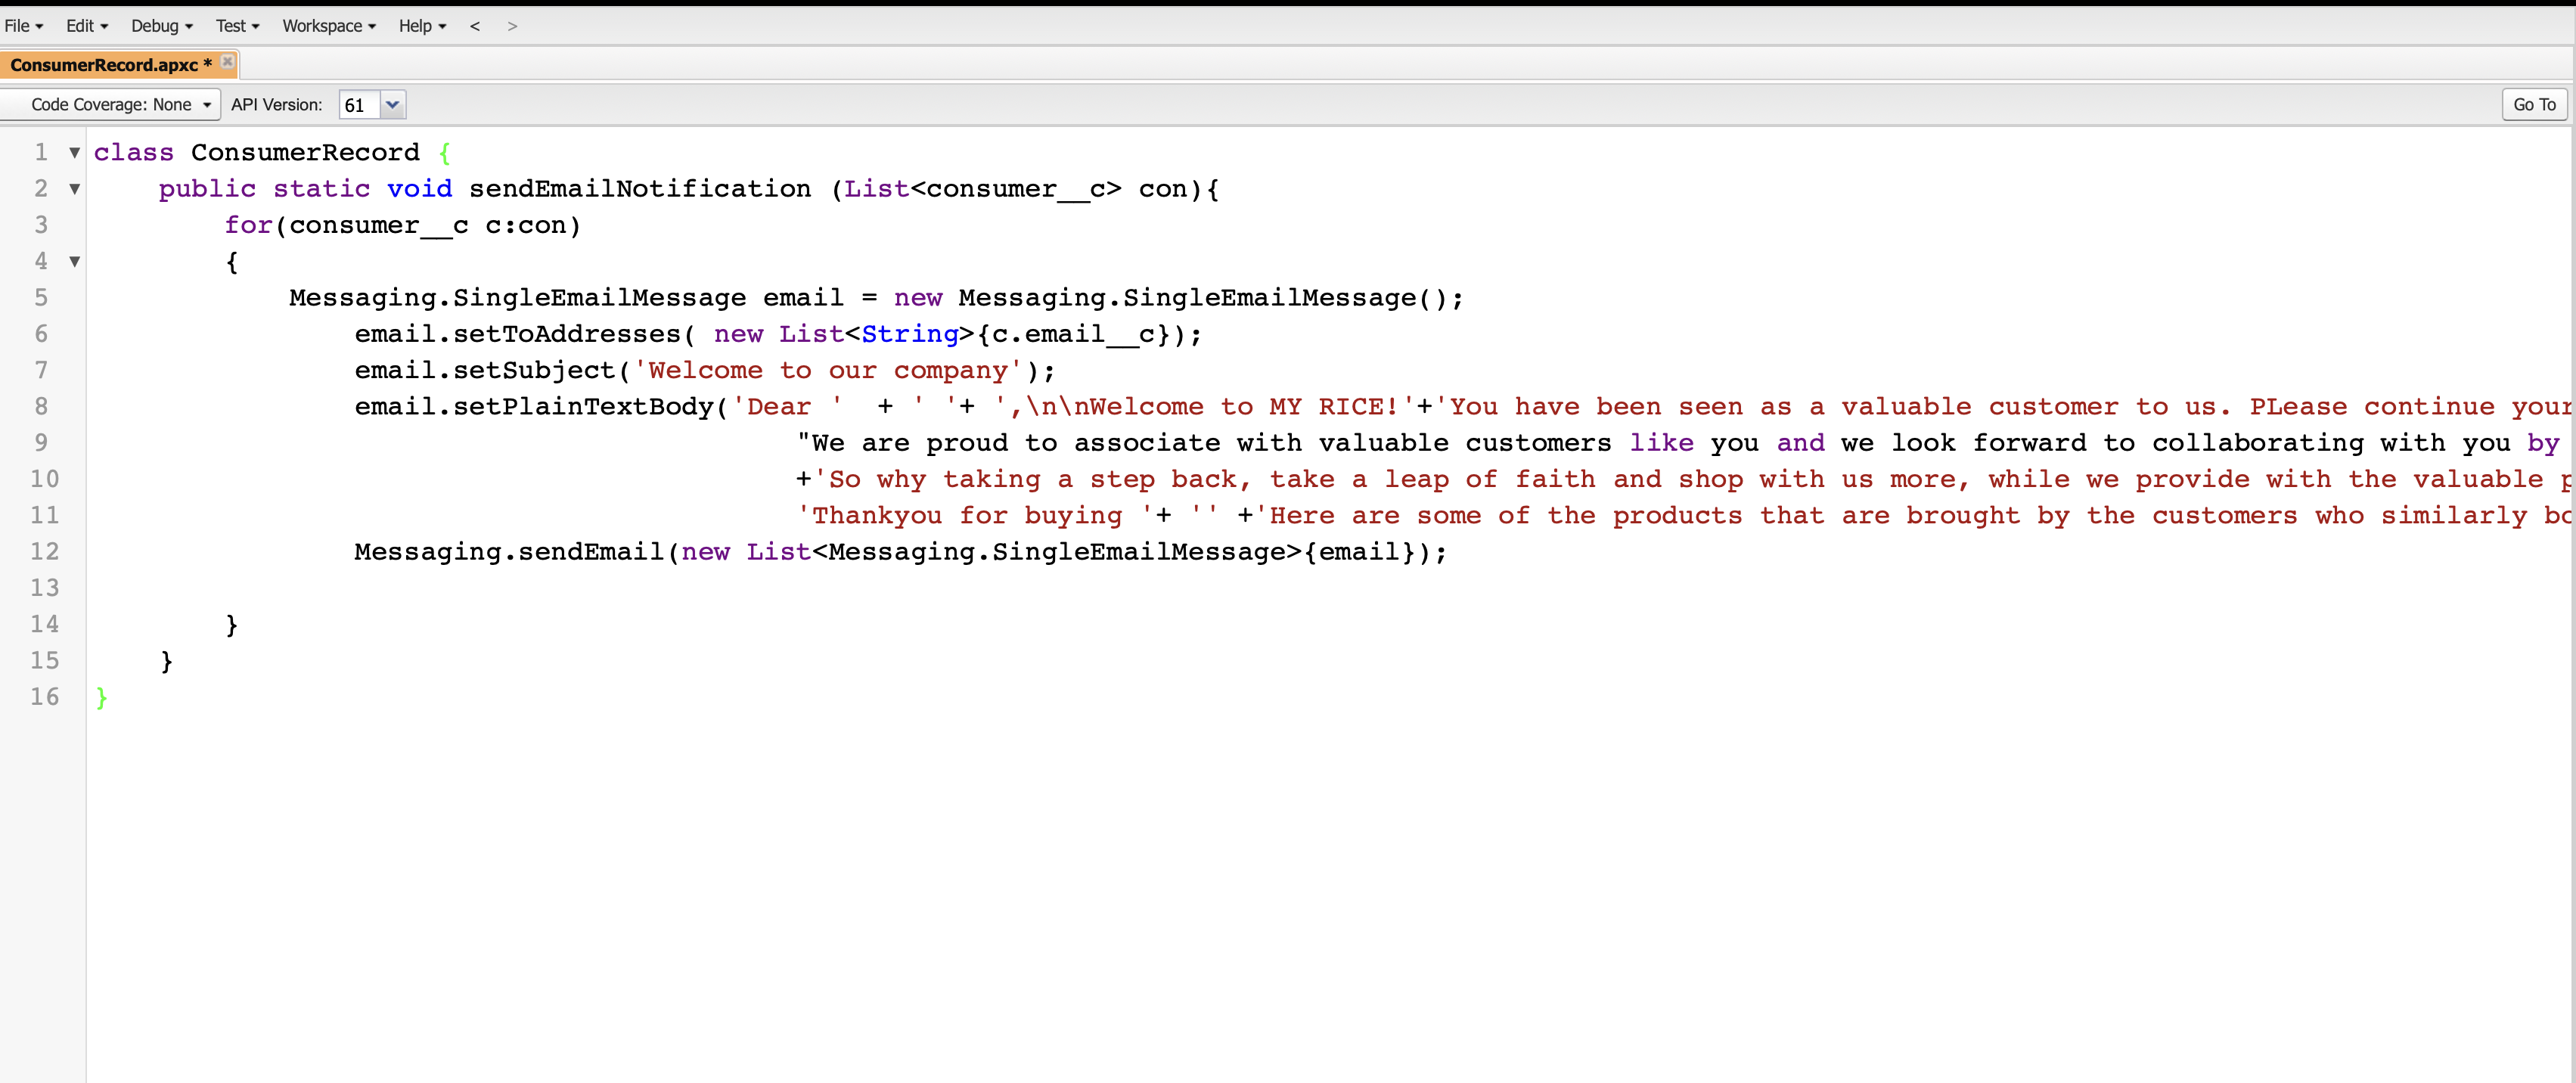 File Edit Debug Test Workspace Help < >
ConsumerRecord.apxc *
Code Coverage: None API Version: 61 Go To
1 class ConsumerRecord {
2 public static void sendEmailNotification (List<consumer__c> con){
3 for(consumer__c c:con)
4 {
5 Messaging.SingleEmailMessage email = new Messaging.SingleEmailMessage();
6 email.setToAddresses( new List<String>{c.email__c});
7 email.setSubject('Welcome to our company');
8 email.setPlainTextBody('Dear '  + ' '+ ',\n\nWelcome to MY RICE!'+'You have been seen as a valuable customer to us. PLease continue your
9 "We are proud to associate with valuable customers like you and we look forward to collaborating with you by
10 +'So why taking a step back, take a leap of faith and shop with us more, while we provide with the valuable
11 'Thankyou for buying '+ '' +'Here are some of the products that are brought by the customers who similarly
12 Messaging.sendEmail(new List<Messaging.SingleEmailMessage>{email});
13
14 }
15 }
16 }